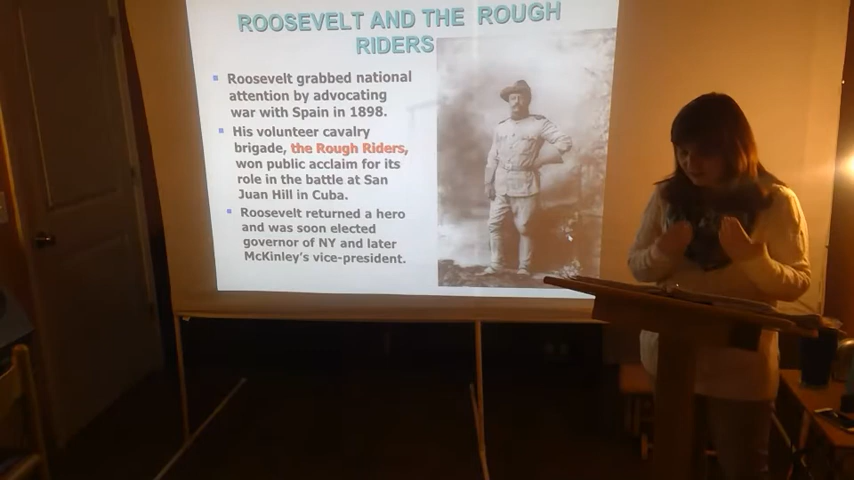 ROOSEVELT AND THE ROUGH
RIDERS
Roosevelt grabbed national
attention by advocating
war with Spain in 1898.
His volunteer cavalry
brigade, the Rough Riders,
won public acclaim for its
role in the battle at San
Juan Hill in Cuba.
Roosevelt returned a hero
and was soon elected
governor of NY and later
McKinley's vice-president.